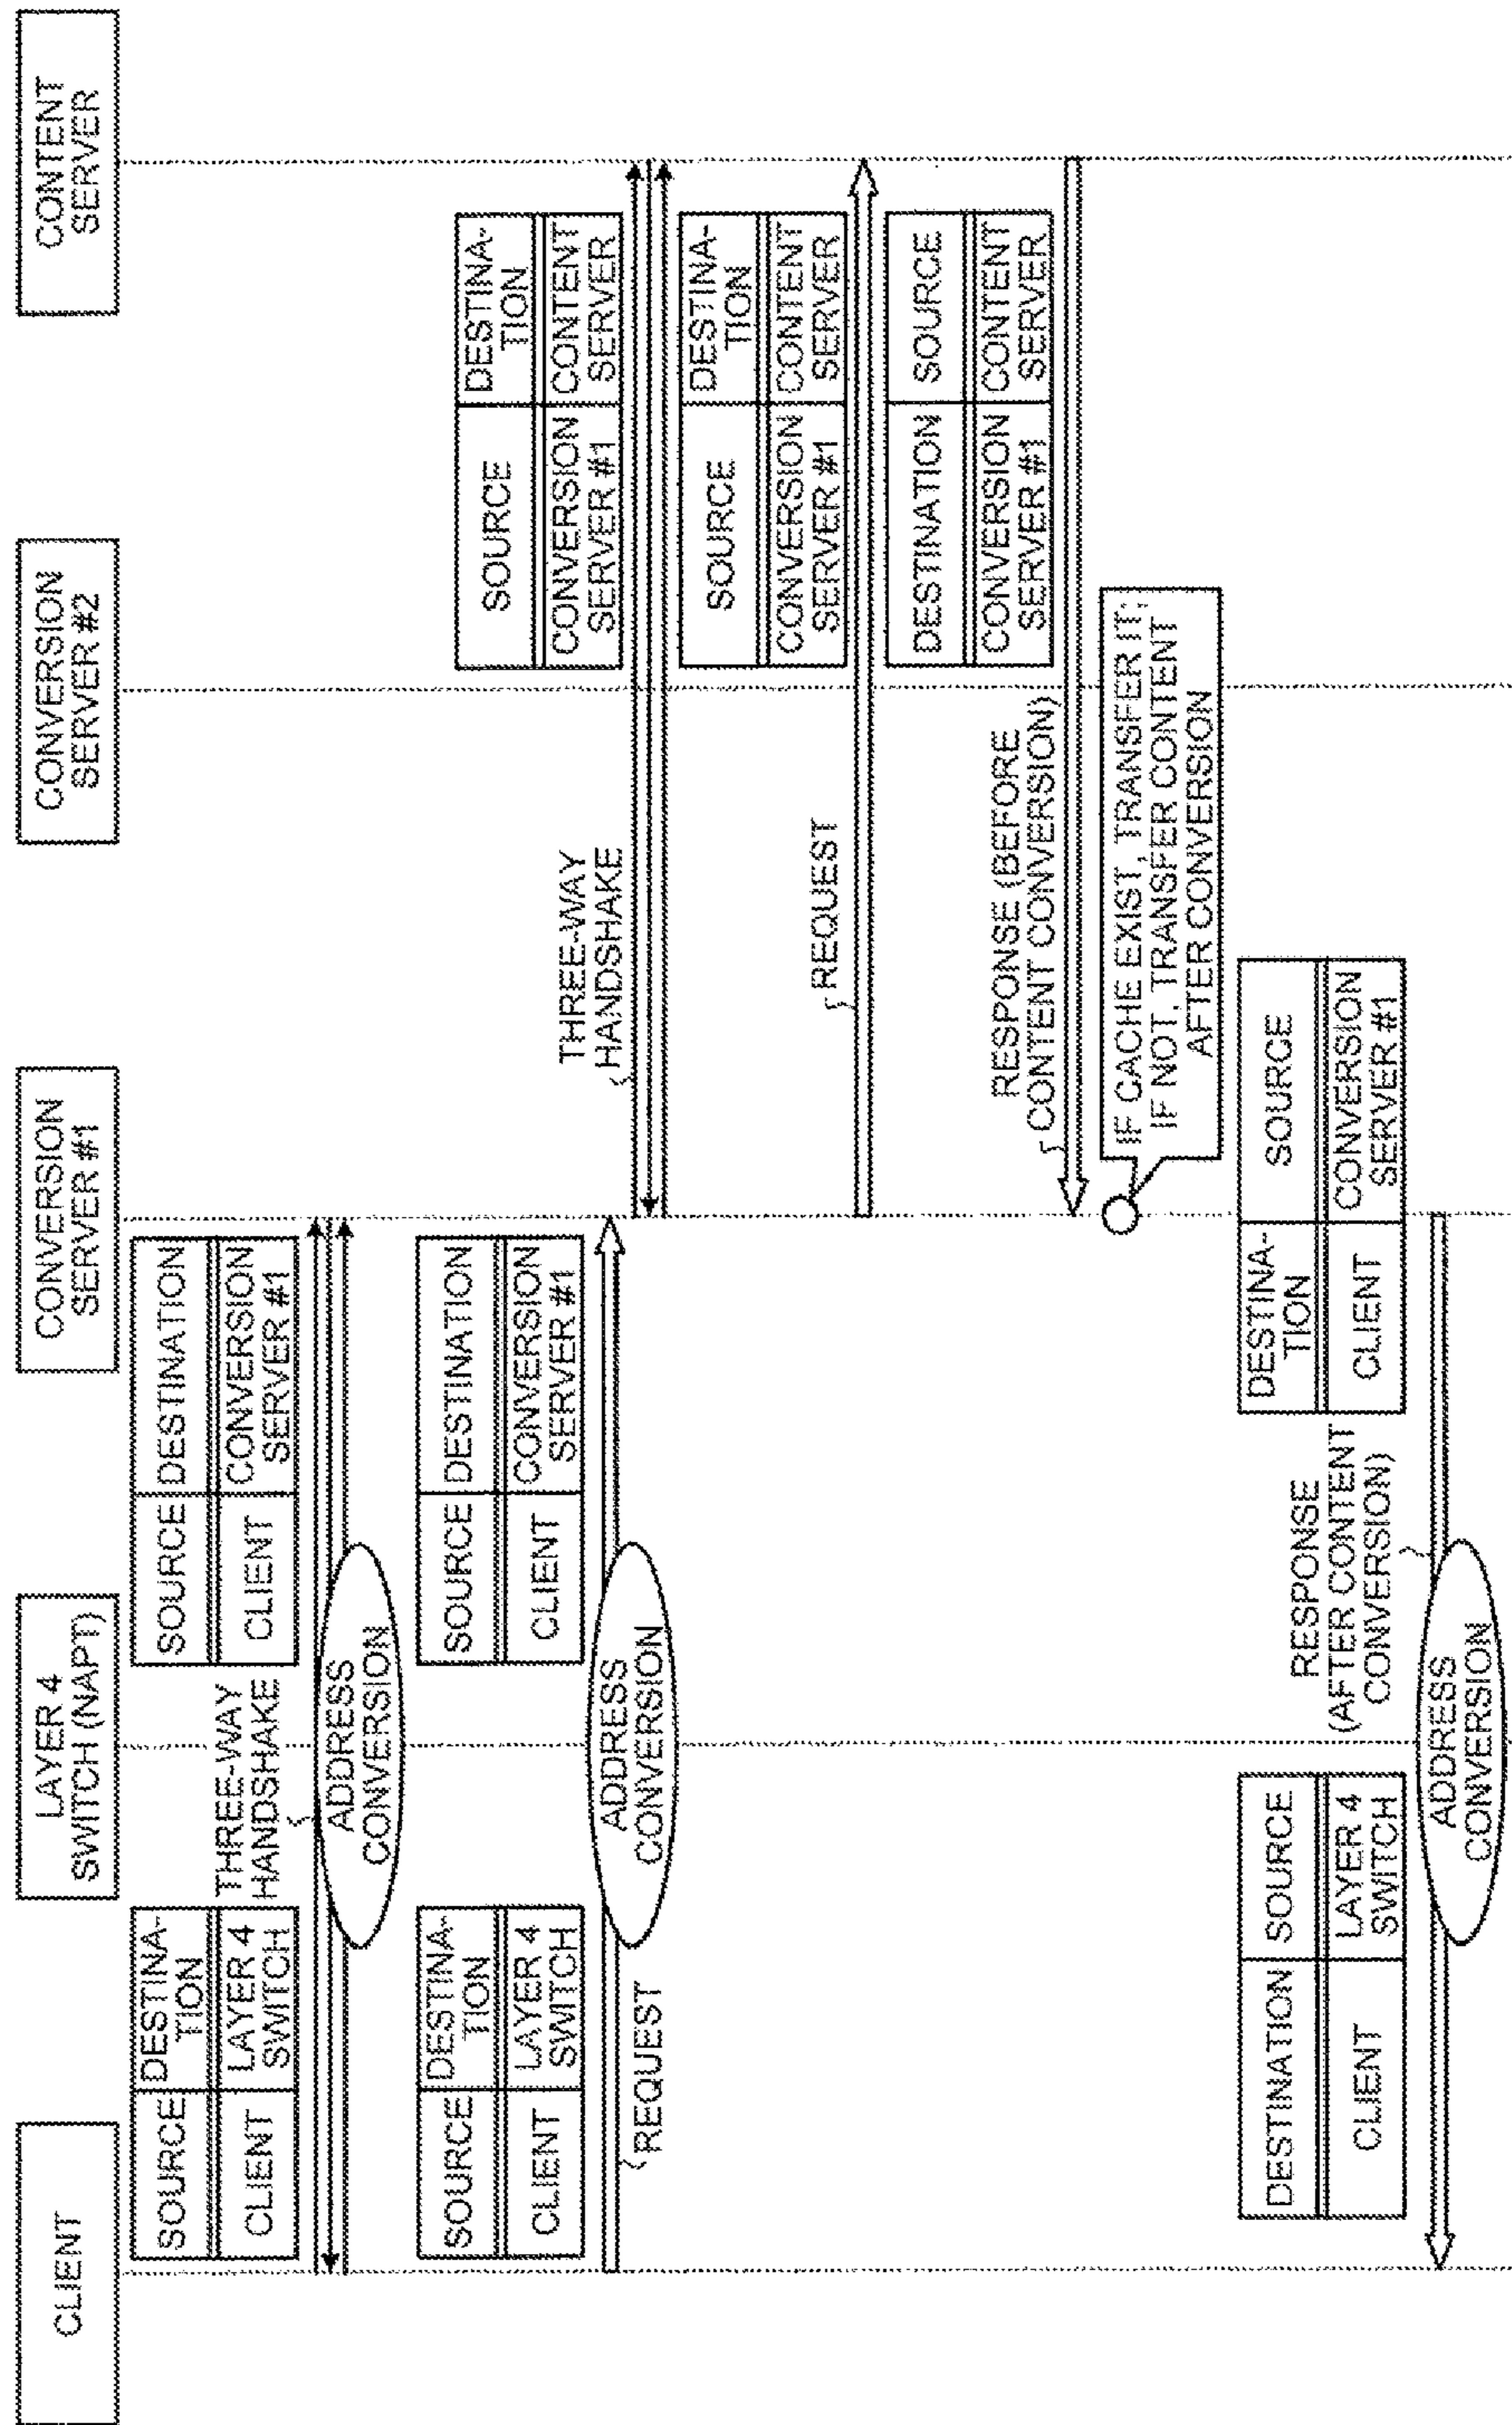 CLIENT
LAYER 4
SWITCH (NAPT)
CONVERSION
SERVER #1
CONVERSION
SERVER #2
CONTENT
SERVER
SOURCE
DESTINA-
TION
CLIENT
LAYER 4
SWITCH
THREE-WAY
HANDSHAKE
SOURCE
DESTINATION
CLIENT
CONVERSION
SERVER #1
ADDRESS
CONVERSION
SOURCE
DESTINA-
TION
CLIENT
LAYER 4
SWITCH
SOURCE
DESTINATION
CLIENT
CONVERSION
SERVER #1
REQUEST
ADDRESS
CONVERSION
THREE-WAY
HANDSHAKE
SOURCE
DESTINA-
TION
CONVERSION
SERVER #1
CONTENT
SERVER
REQUEST
SOURCE
DESTINA-
TION
CONVERSION
SERVER #1
CONTENT
SERVER
RESPONSE (BEFORE
CONTENT CONVERSION)
DESTINATION
SOURCE
CONVERSION
SERVER #1
CONTENT
SERVER
IF CACHE EXIST, TRANSFER IT;
IF NOT, TRANSFER CONTENT
AFTER CONVERSION
DESTINATION
SOURCE
CLIENT
LAYER 4
SWITCH
RESPONSE
(AFTER CONTENT
CONVERSION)
DESTINA-
TION
SOURCE
CLIENT
CONVERSION
SERVER #1
ADDRESS
CONVERSION